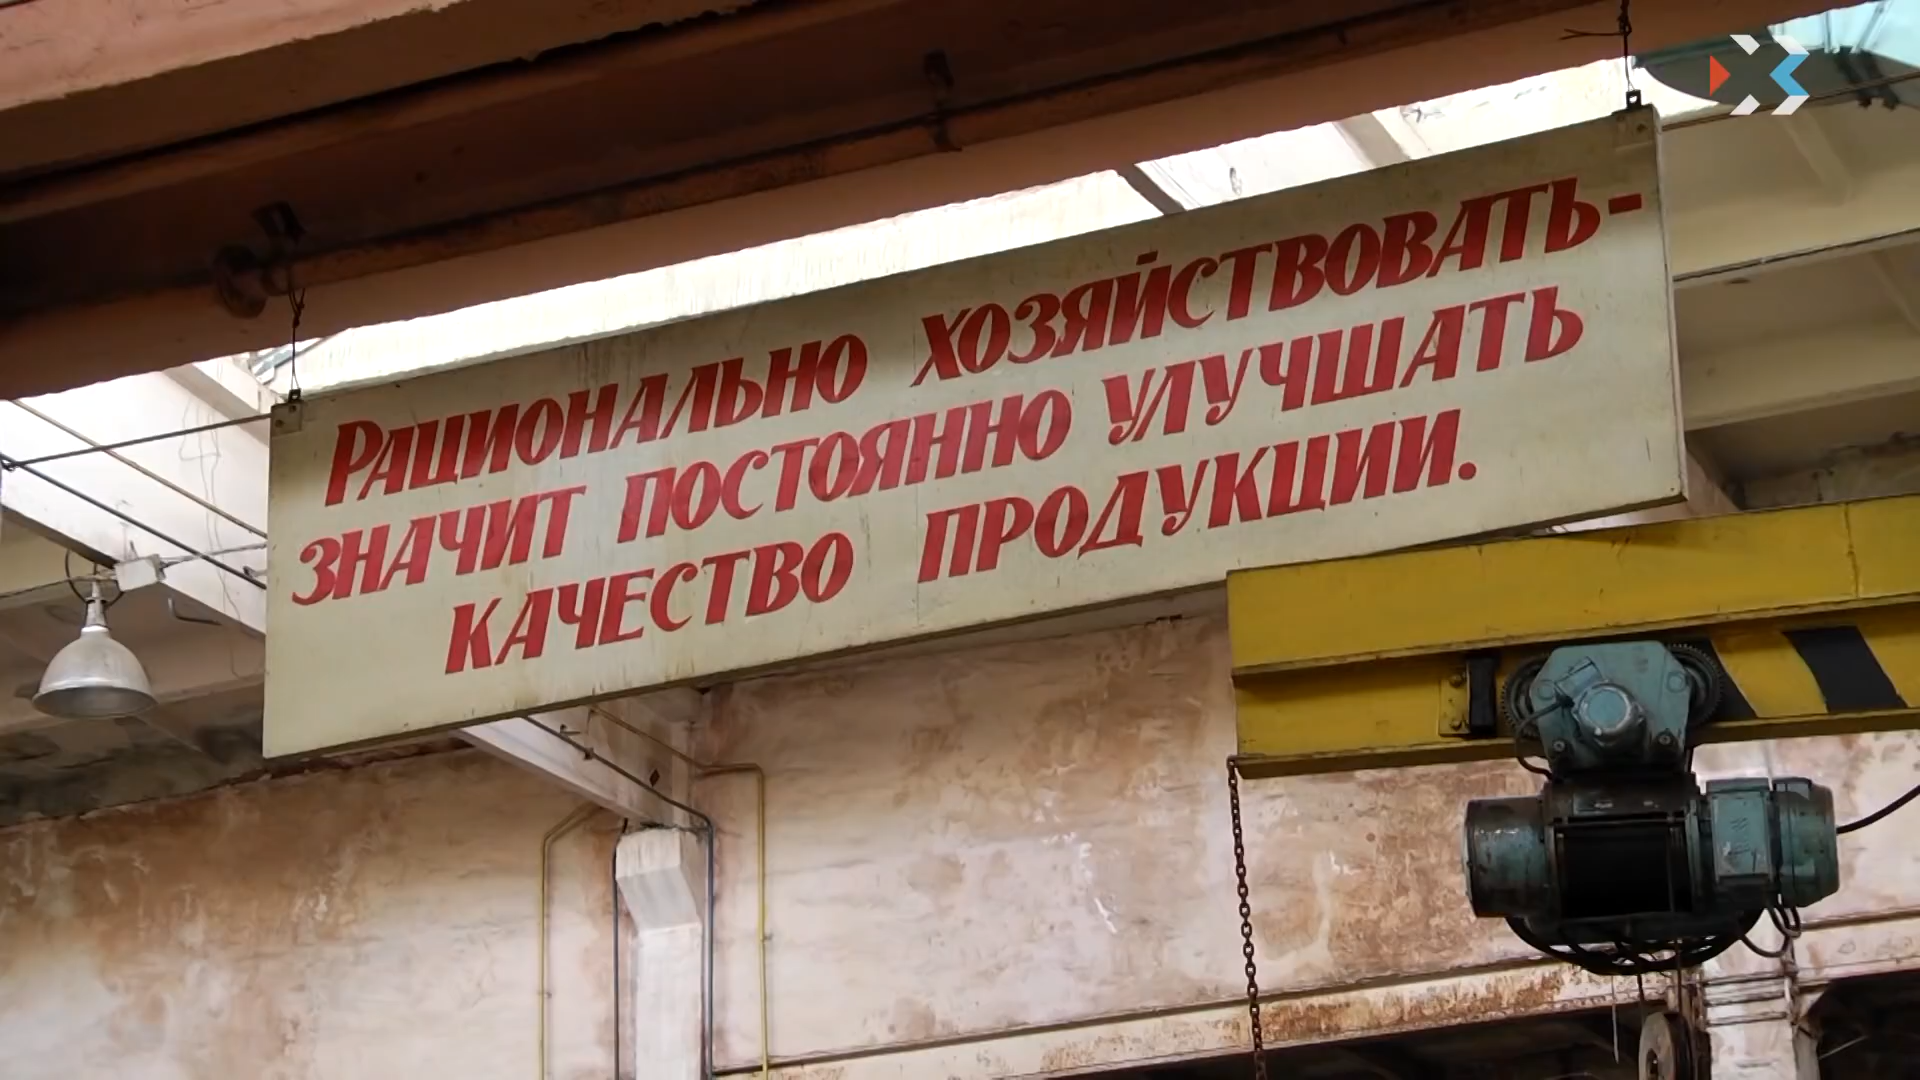 Рационально хозяйствовать-
значит постоянно улучшать
качество продукции.